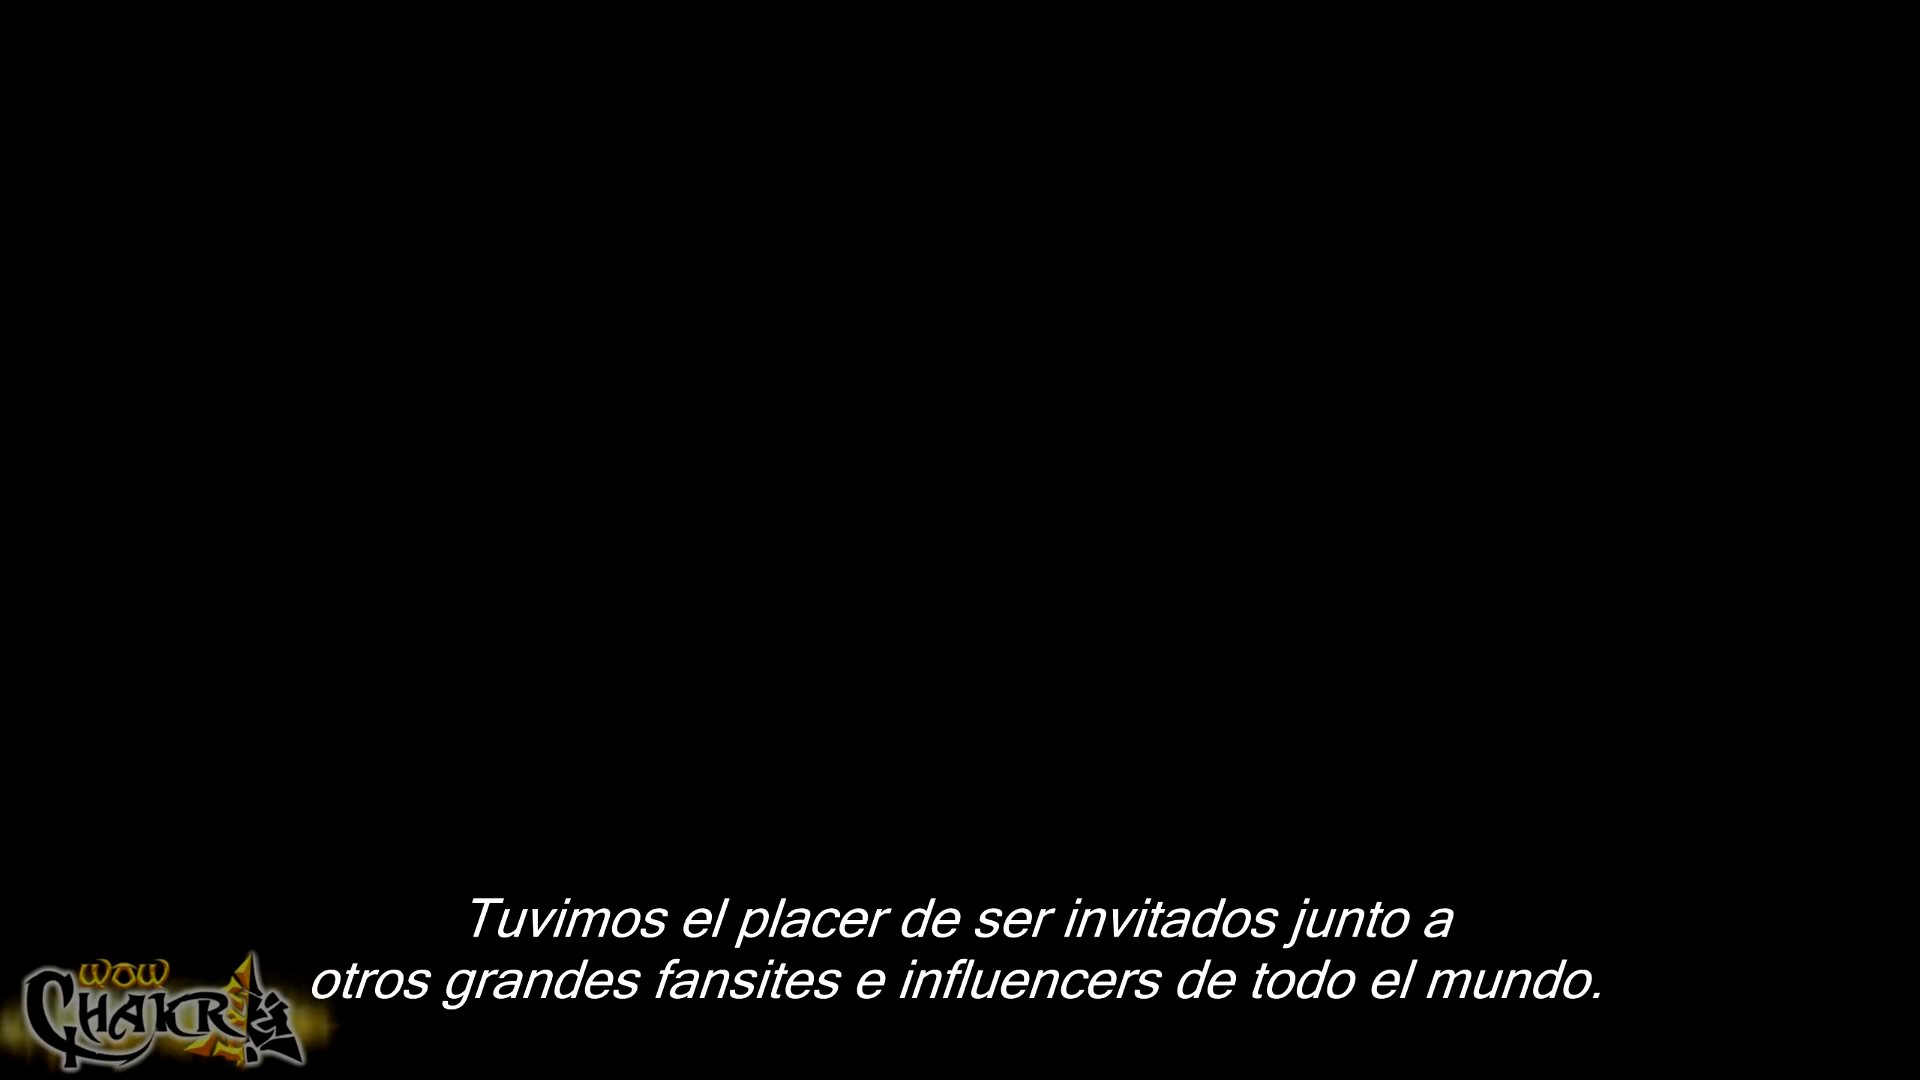 Tuvimos el placer de ser invitados junto a
otros grandes fansites e influencers de todo el mundo.
WOW
CHAKRA